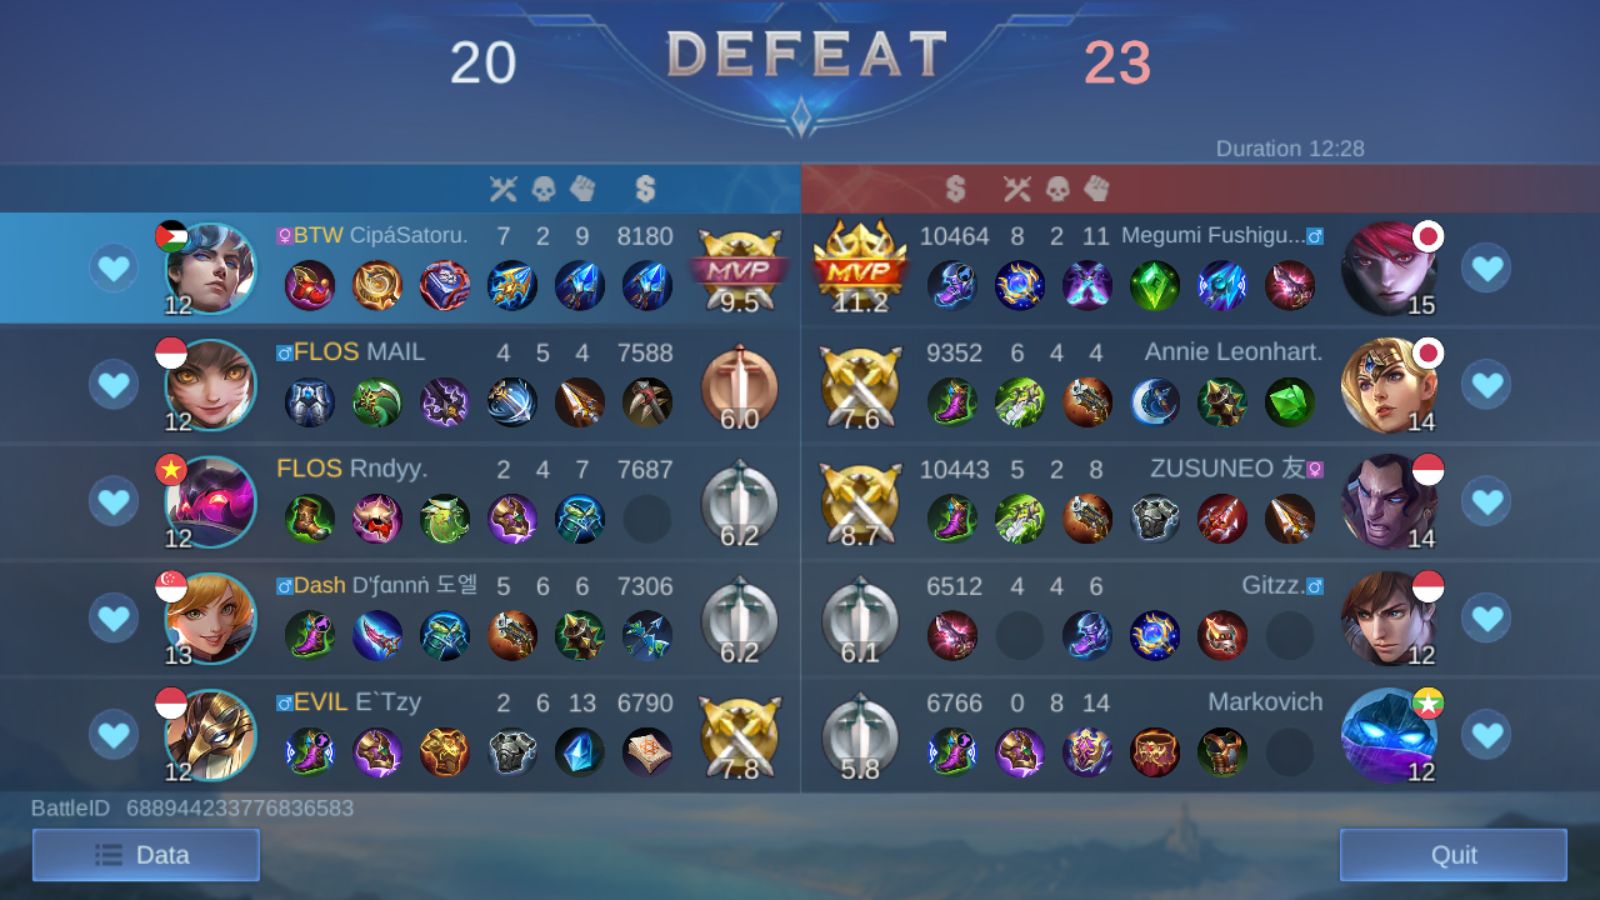 20 DEFEAT 23
Duration 12:28
BTW CipáSatoru. 7 2 9 8180 MVP 9.5 12
MVP 11.2 10464 8 2 11 Megumi Fushigu... 15
FLOS MAIL 4 5 4 7588 6.0 12
7.6 9352 6 4 4 Annie Leonhart. 14
FLOS Rndyy. 2 4 7 7687 6.2 12
8.7 10443 5 2 8 ZUSUNEO 友 14
Dash D'ƒαnnṅ 도엘 5 6 6 7306 6.2 13
6.1 6512 4 4 6 Gitzz. 12
EVIL E`Tzy 2 6 13 6790 7.8 12
5.8 6766 0 8 14 Markovich 12
BattleID 688944233776836583
Data
Quit